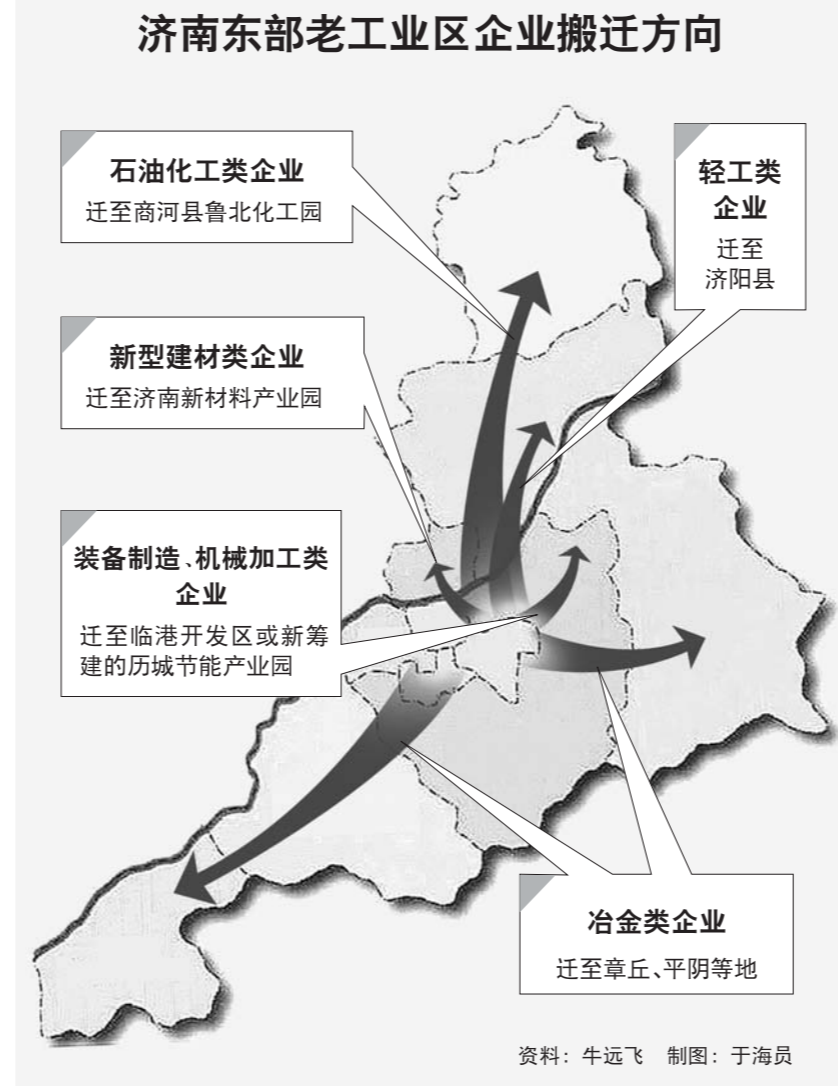 济南东部老工业区企业搬迁方向
石油化工类企业
迁至商河县鲁北化工园
轻工类
企业
迁至
济阳县
新型建材类企业
迁至济南新材料产业园
装备制造、机械加工类
企业
迁至临港开发区或新筹
建的历城节能产业园
冶金类企业
迁至章丘、平阴等地
资料：牛远飞 制图：于海员